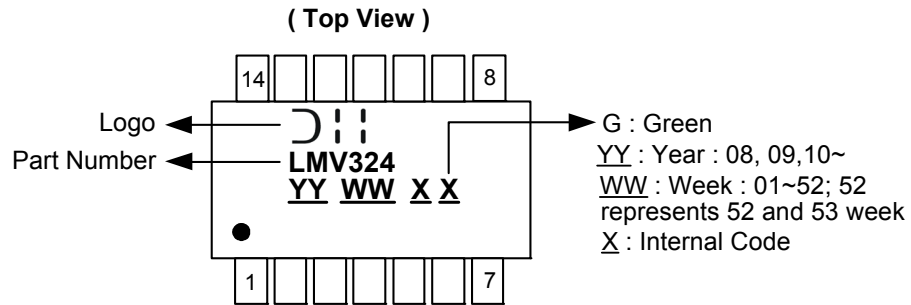 ( Top View )
14 8
Logo
Part Number
LMV324
YY WW X X
G : Green
YY : Year : 08, 09,10~
WW : Week : 01~52; 52
represents 52 and 53 week
X : Internal Code
1 7